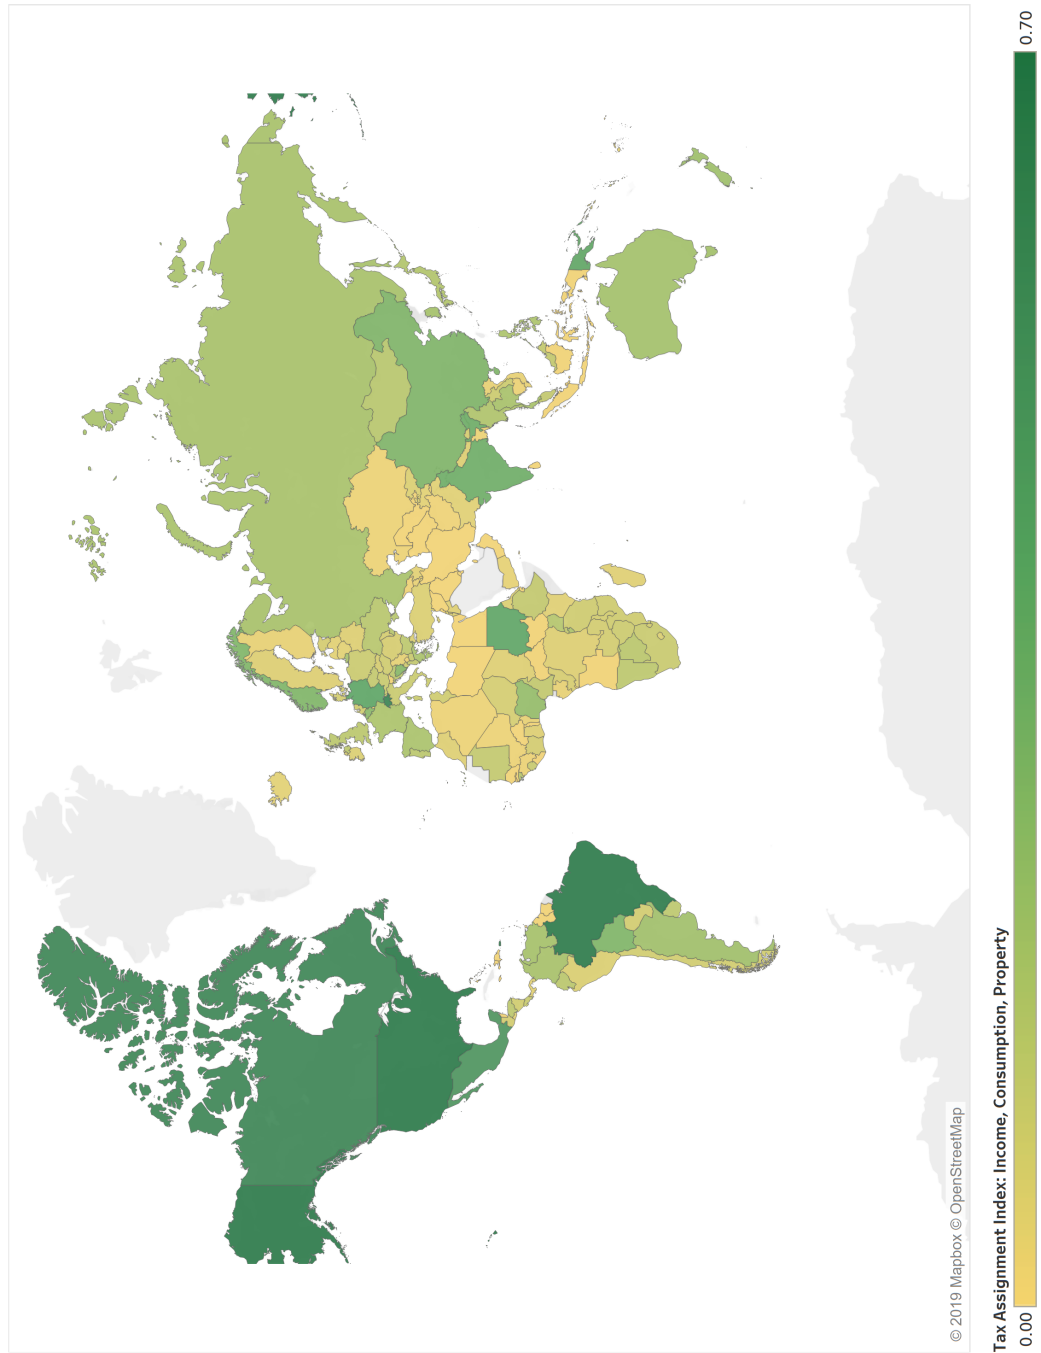 © 2019 Mapbox © OpenStreetMap
Tax Assignment Index: Income, Consumption, Property
0.00 0.70